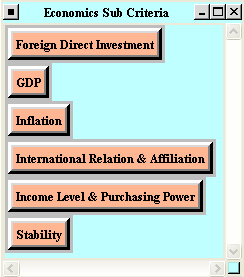 Economics Sub Criteria
Foreign Direct Investment
GDP
Inflation
International Relation & Affiliation
Income Level & Purchasing Power
Stability